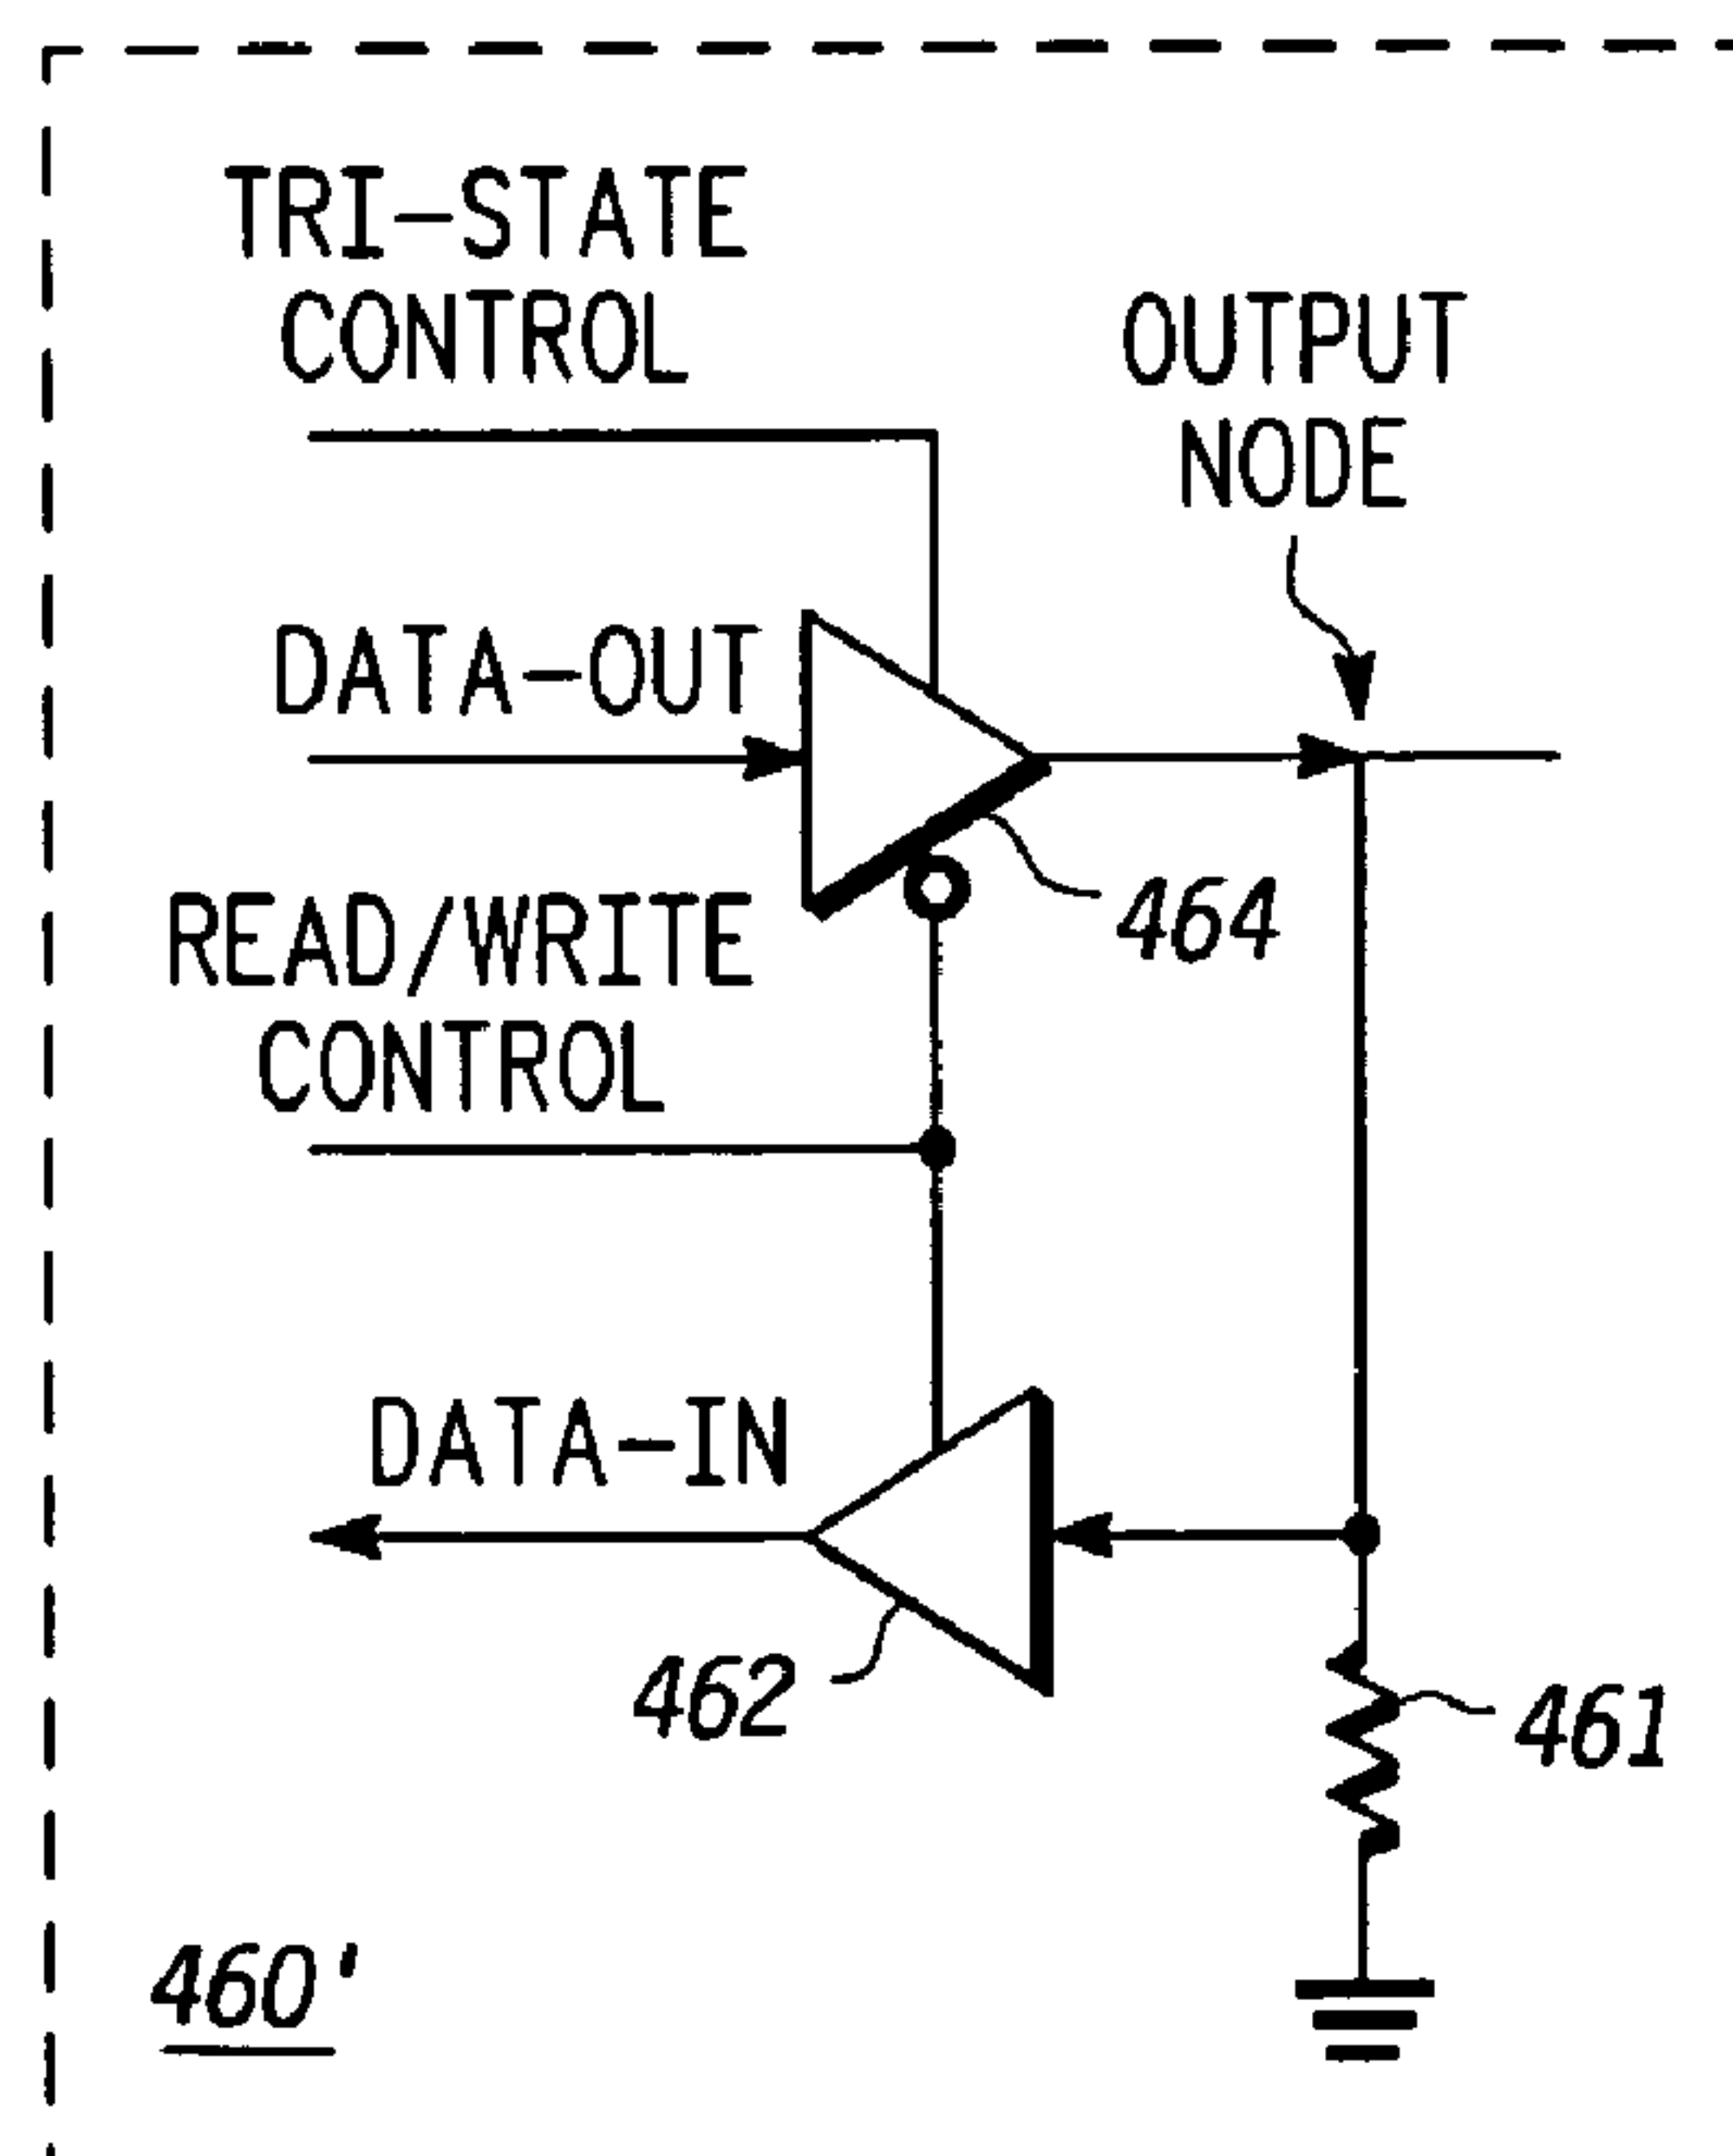 TRI-STATE
CONTROL
OUTPUT
NODE
DATA-OUT
464
READ/WRITE
CONTROL
DATA-IN
462
461
460'